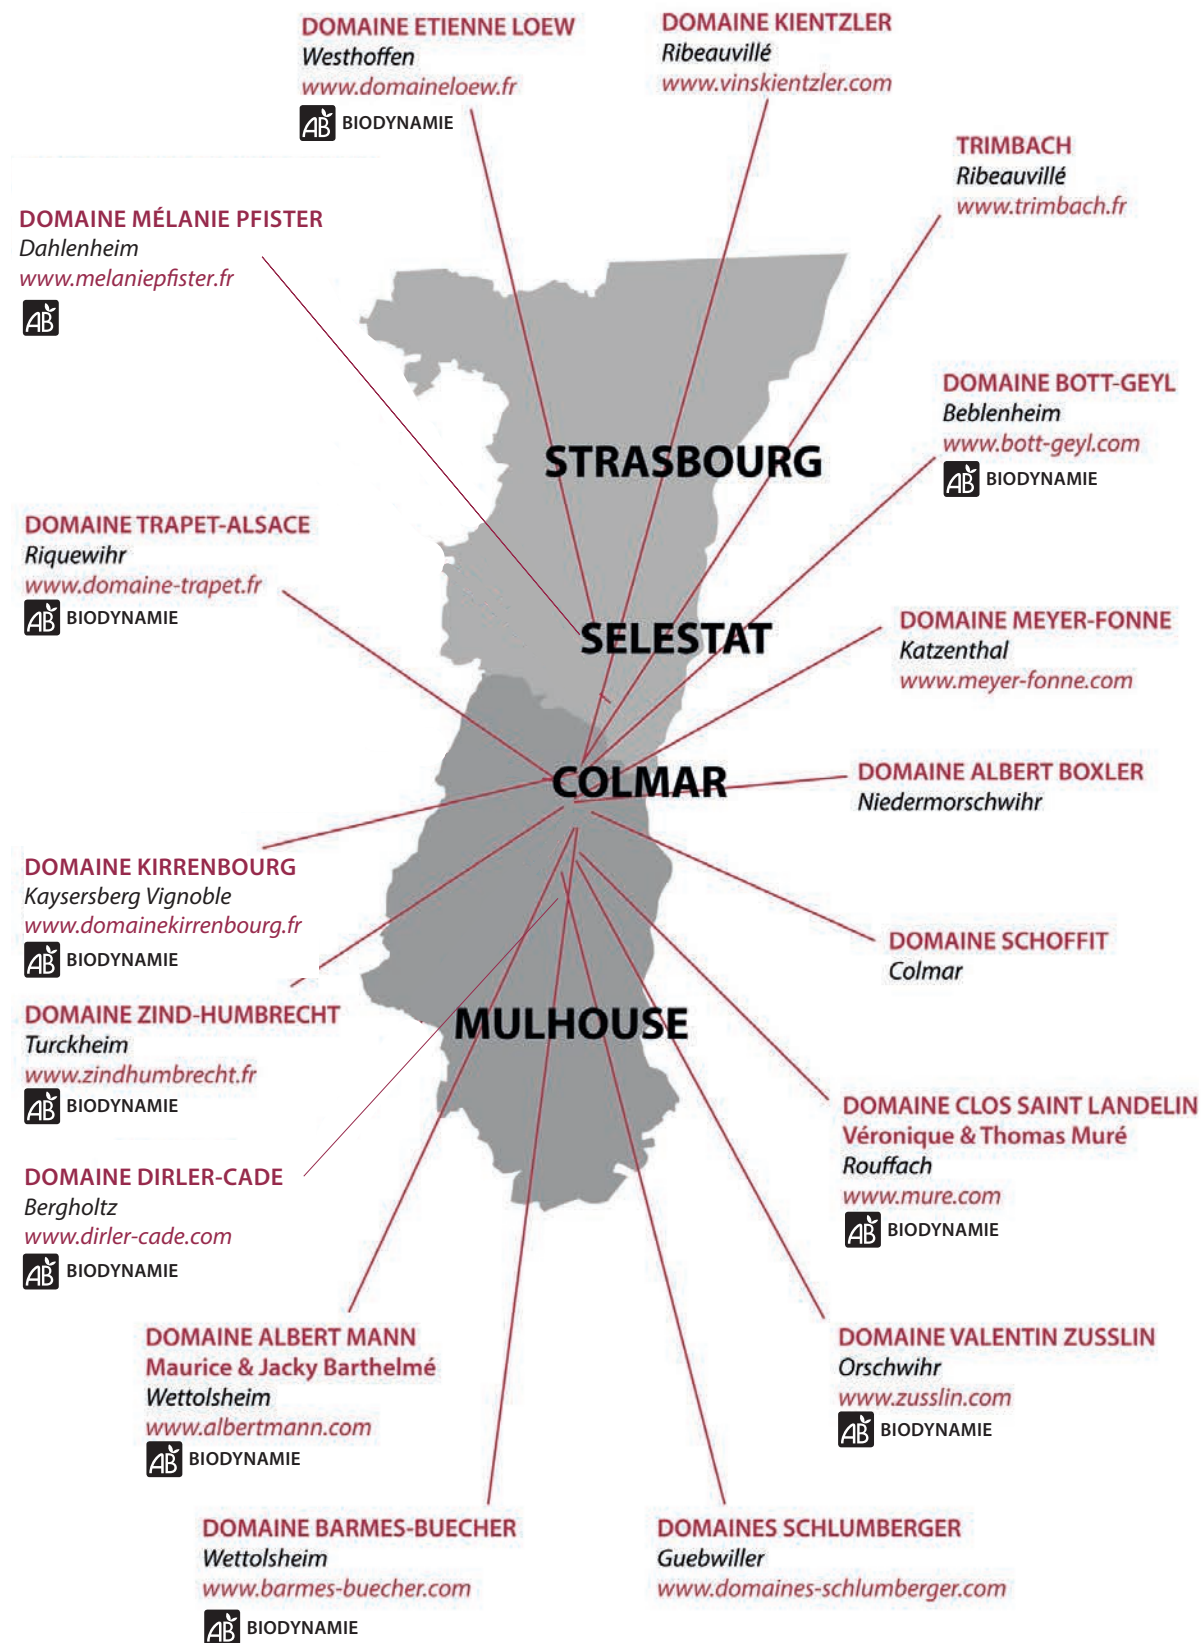 DOMAINE ETIENNE LOEW
Westhoffen
www.domaineloew.fr
AB BIODYNAMIE
DOMAINE KIENTZLER
Ribeauvillé
www.vinskientzler.com
TRIMBACH
Ribeauvillé
www.trimbach.fr
DOMAINE MÉLANIE PFISTER
Dahlenheim
www.melaniepfister.fr
AB
DOMAINE BOTT-GEYL
Beblenheim
www.bott-geyl.com
AB BIODYNAMIE
STRASBOURG
DOMAINE TRAPET-ALSACE
Riquewihr
www.domaine-trapet.fr
AB BIODYNAMIE
SELESTAT
DOMAINE MEYER-FONNE
Katzenthal
www.meyer-fonne.com
COLMAR
DOMAINE ALBERT BOXLER
Niedermorschwihr
DOMAINE KIRRENBOURG
Kaysersberg Vignoble
www.domainekirrenbourg.fr
AB BIODYNAMIE
DOMAINE SCHOFFIT
Colmar
DOMAINE ZIND-HUMBRECHT
Turckheim
www.zindhumbrecht.fr
AB BIODYNAMIE
MULHOUSE
DOMAINE CLOS SAINT LANDELIN
Véronique & Thomas Muré
Rouffach
www.mure.com
AB BIODYNAMIE
DOMAINE DIRLER-CADE
Bergholtz
www.dirler-cade.com
AB BIODYNAMIE
DOMAINE ALBERT MANN
Maurice & Jacky Barthelmé
Wettolsheim
www.albertmann.com
AB BIODYNAMIE
DOMAINE VALENTIN ZUSSLIN
Orschwihr
www.zusslin.com
AB BIODYNAMIE
DOMAINE BARMES-BUECHER
Wettolsheim
www.barmes-buecher.com
AB BIODYNAMIE
DOMAINES SCHLUMBERGER
Guebwiller
www.domaines-schlumberger.com